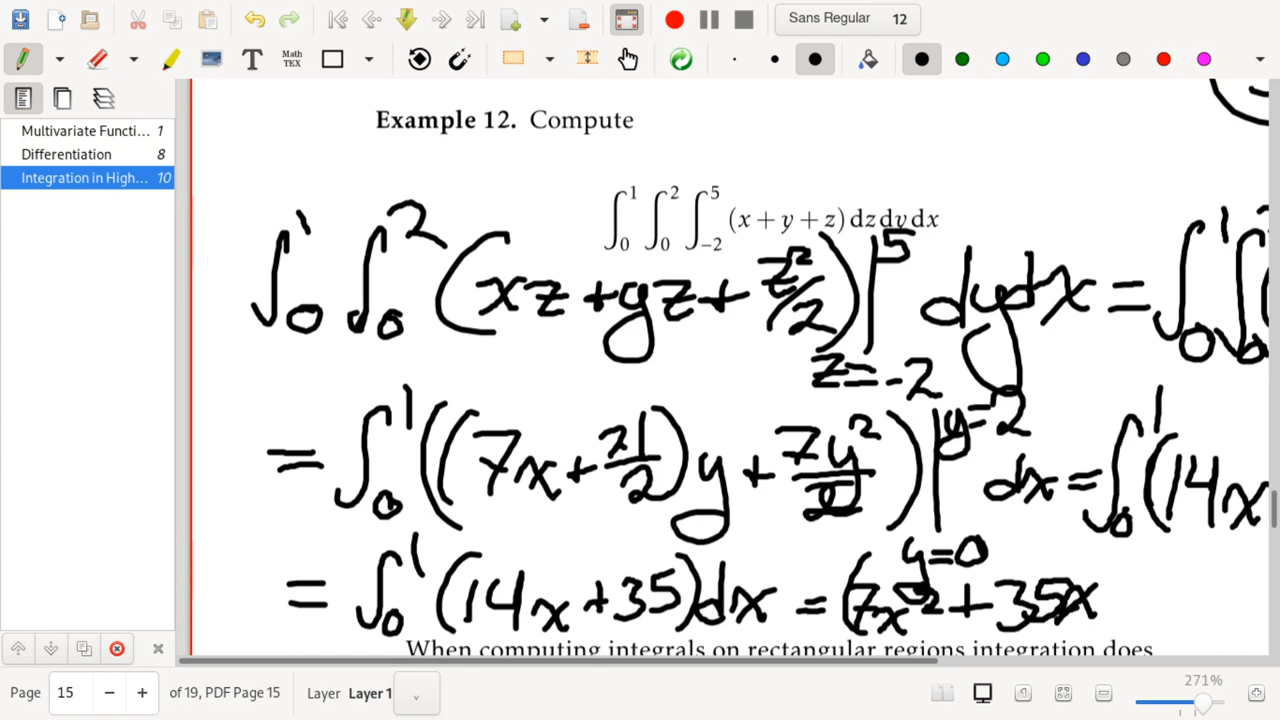 Sans Regular 12
T Math TEX
Multivariate Functi... 1
Differentiation 8
Integration in High... 10
Example 12. Compute
∫₀¹ ∫₀² ∫₋₂⁵ (x + y + z) dz dy dx
∫₀¹ ∫₀² (xz + yz + z²/2) |⁵ z=-2 dydx = ∫₀¹ ∫₀
= ∫₀¹ ((7x + 21/2)y + 7y²/2) |y=2 y=0 dx = ∫₀¹ (14x
= ∫₀¹ (14x + 35)dx = (7x² + 35x
When computing integrals on rectangular regions integration does
Page 15 − + of 19, PDF Page 15 Layer Layer 1 271%